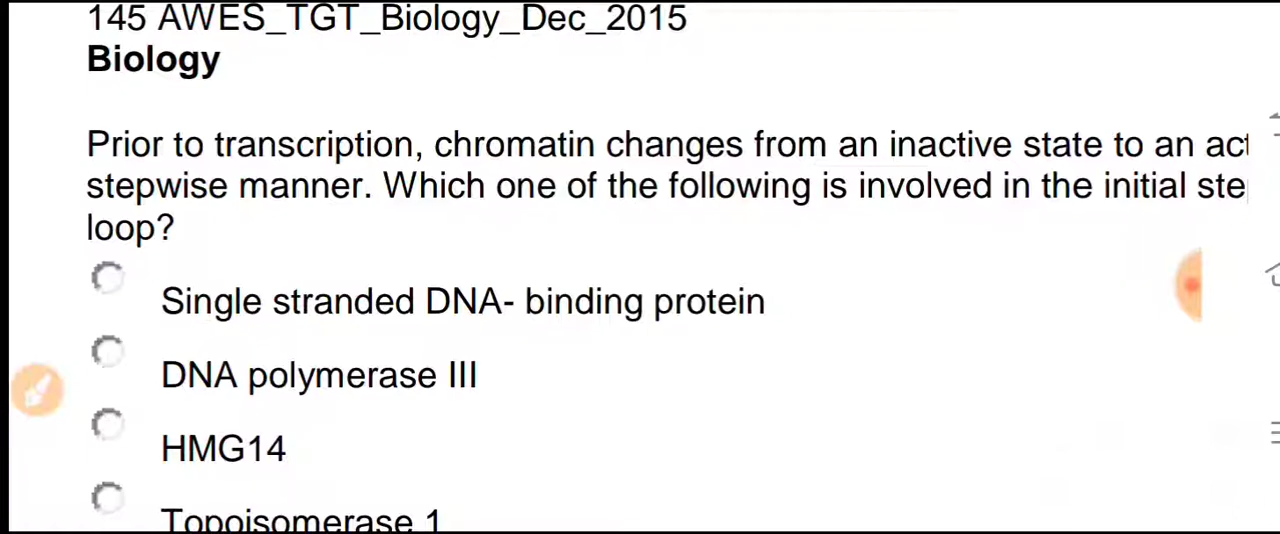 145 AWES_TGT_Biology_Dec_2015
Biology
Prior to transcription, chromatin changes from an inactive state to an act
stepwise manner. Which one of the following is involved in the initial ste
loop?
Single stranded DNA- binding protein
DNA polymerase III
HMG14
Topoisomerase 1